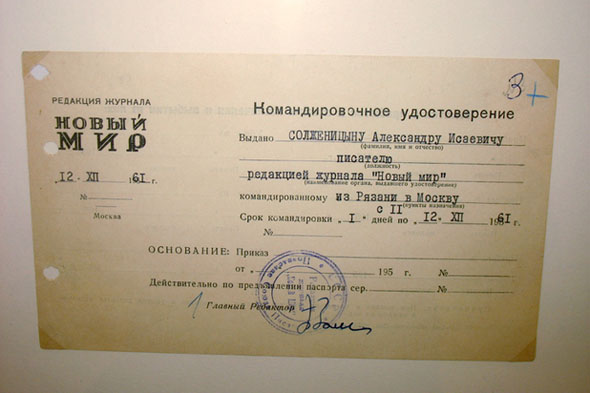 3 +
РЕДАКЦИЯ ЖУРНАЛА
НОВЫЙ
МИР
"12" XII 61 г.
№
Москва
Командировочное удостоверение
Выдано СОЛЖЕНИЦЫНУ Александру Исаевичу
(фамилия, имя и отчество)
писателю
(должность)
редакцией журнала "Новый мир"
(наименование органа, выдавшего удостоверение)
командированному из Рязани в Москву
(пункты назначения)
с II
Срок командировки "I" дней по "12" XII 1961 г.
№
ОСНОВАНИЕ: Приказ
от " " 195 г. №
Действительно по предъявлении паспорта сер. №
1 Главный Редактор